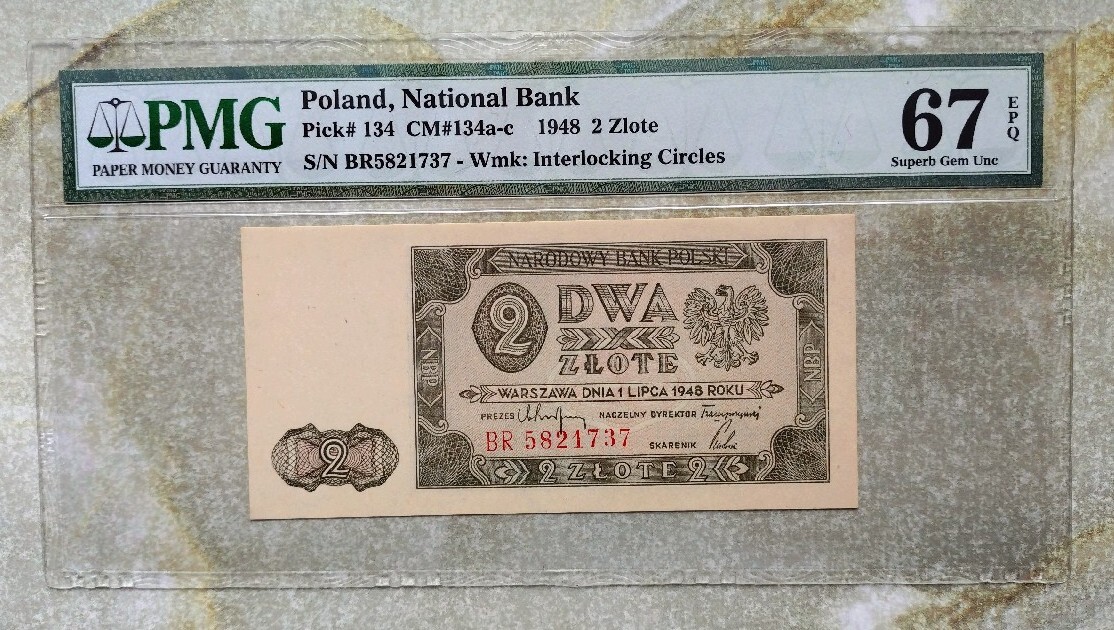 PMG
PAPER MONEY GUARANTY
Poland, National Bank
Pick# 134 CM#134a-c 1948 2 Zlote
S/N BR5821737 - Wmk: Interlocking Circles
67
EPQ
Superb Gem Unc
NARODOWY BANK POLSKI
2 DWA
ZŁOTE
NBP
NBP
WARSZAWA DNIA 1 LIPCA 1948 ROKU
PREZES NACZELNY DYREKTOR
BR 5821737 SKARBNIK
2
2 ZŁOTE 2